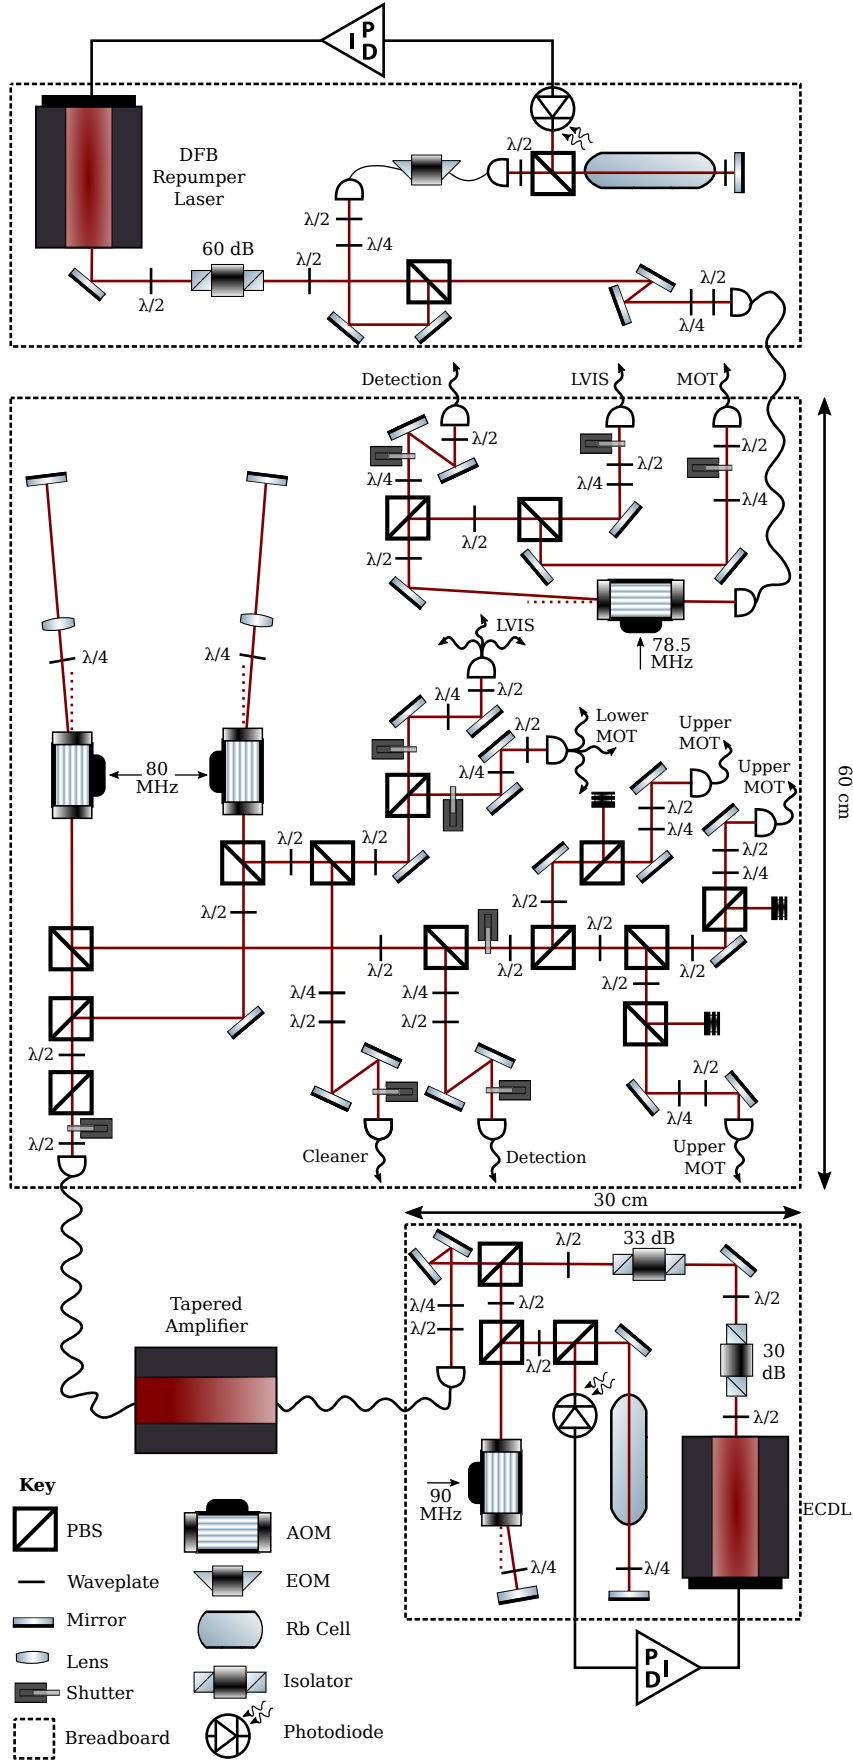 I P D
DFB
Repumper
Laser
60 dB
λ/2
λ/2
λ/2
λ/4
λ/2
λ/2
λ/4
Detection
LVIS
MOT
λ/2
λ/4
λ/2
λ/2
λ/4
λ/2
λ/2
λ/4
78.5
MHz
60 cm
λ/4
λ/4
80
MHz
LVIS
λ/4
λ/2
λ/2
λ/4
Lower
MOT
Upper
MOT
Upper
MOT
λ/2
λ/4
λ/2
λ/4
λ/2
λ/2
λ/2
λ/2
λ/2
λ/2
λ/2
λ/2
λ/2
λ/4
λ/2
λ/4
λ/2
λ/2
λ/2
λ/2
λ/4
Cleaner
Detection
Upper
MOT
30 cm
33 dB
λ/2
λ/4
λ/2
λ/2
λ/2
λ/2
30
dB
λ/2
Tapered
Amplifier
90
MHz
λ/4
λ/4
ECDL
P D I
Key
PBS
Waveplate
Mirror
Lens
Shutter
Breadboard
AOM
EOM
Rb Cell
Isolator
Photodiode